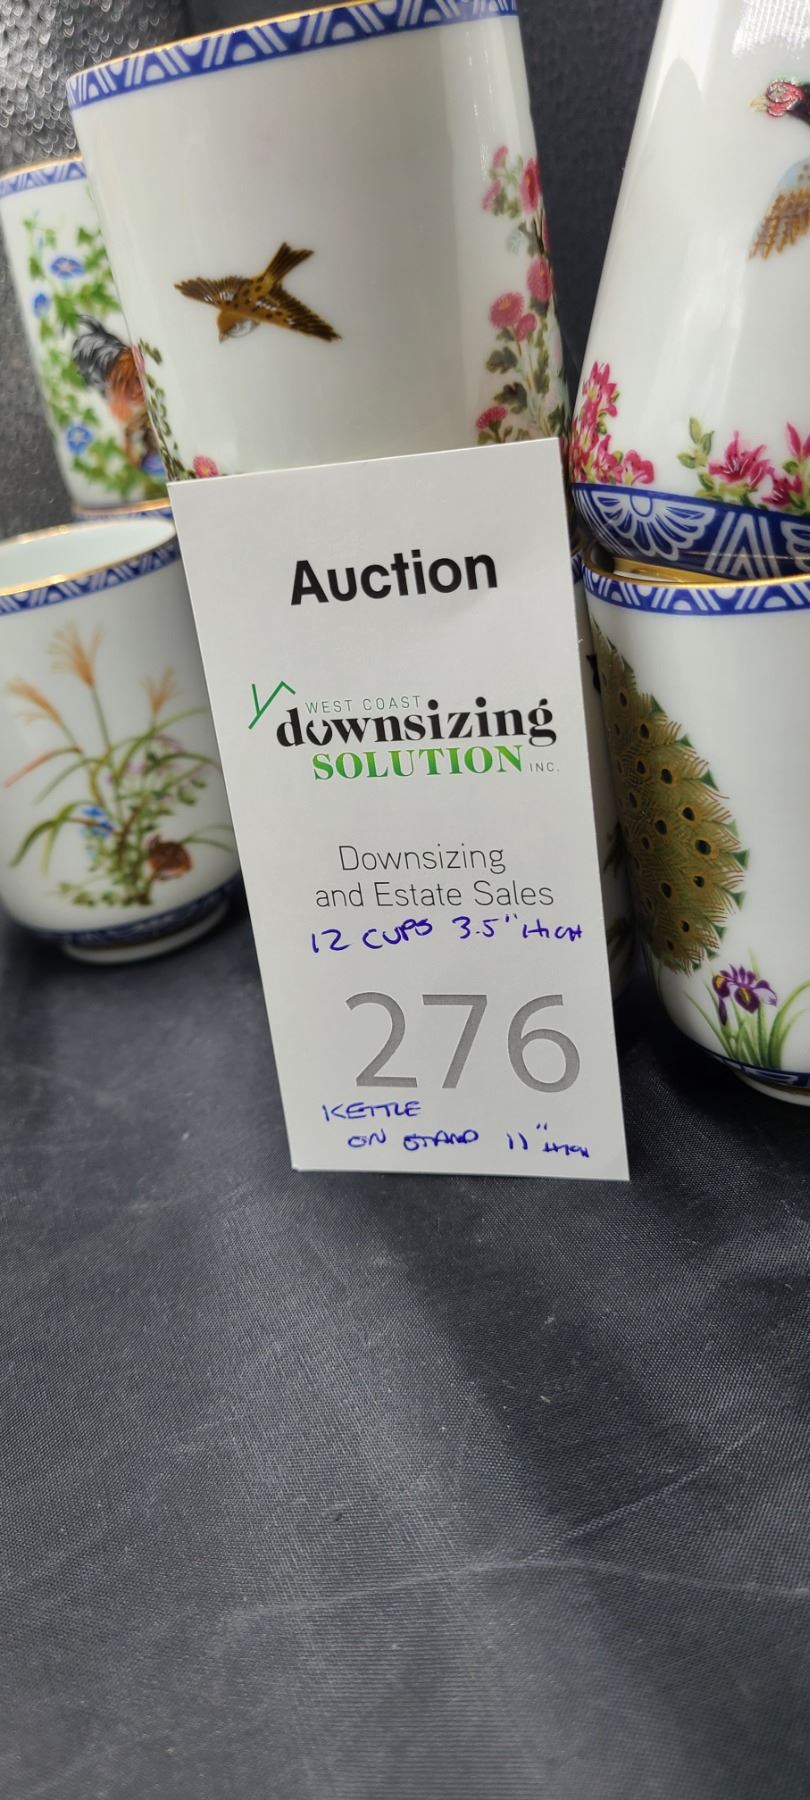 Auction
WEST COAST
downsizing
SOLUTION INC.
Downsizing
and Estate Sales
12 CUPS 3.5" HIGH
276
KETTLE
ON STAND 11" HIGH